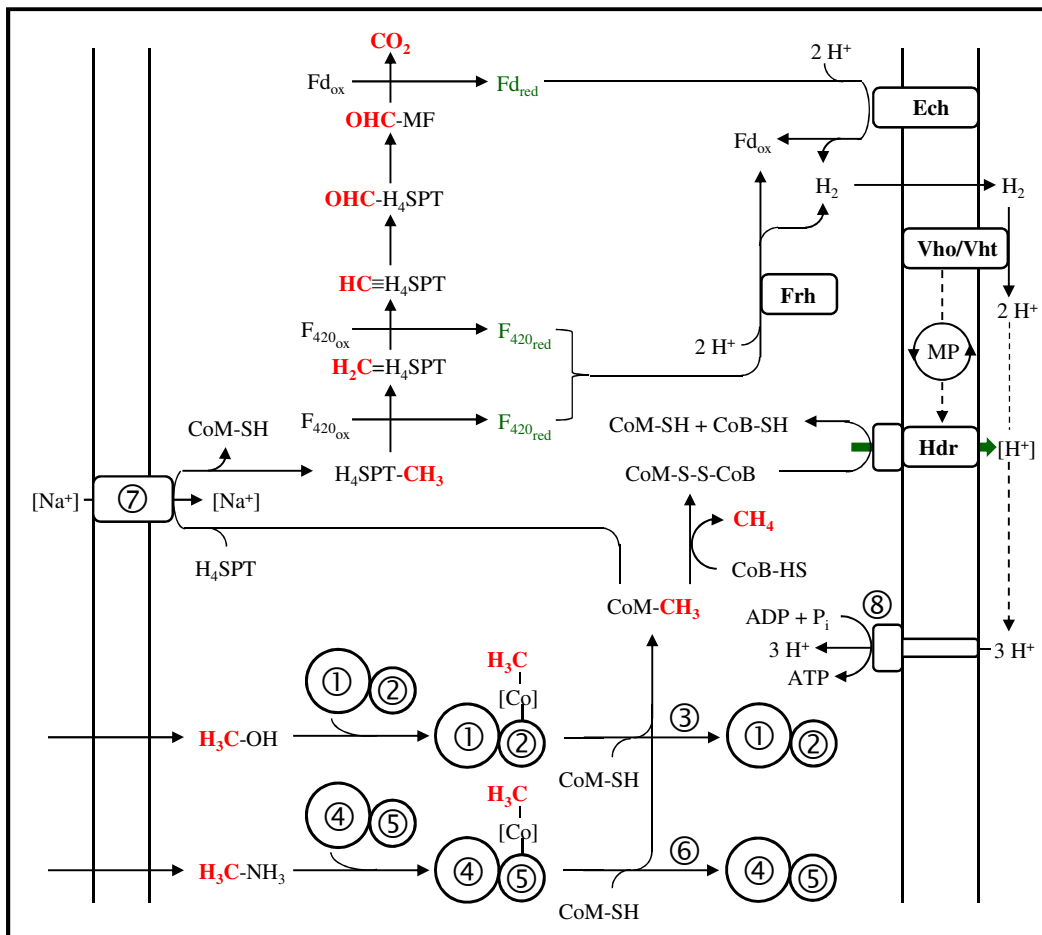 CO₂
2 H⁺
Fd_ox Fd_red
Ech
OHC-MF
Fd_ox
OHC-H₄SPT
H₂ H₂
Vho/Vht
HC≡H₄SPT
Frh
2 H⁺
F₄₂₀ox F₄₂₀red
2 H⁺
MP
H₂C=H₄SPT
CoM-SH
F₄₂₀ox F₄₂₀red
CoM-SH + CoB-SH
Hdr
[H⁺]
H₄SPT-CH₃
CoM-S-S-CoB
[Na⁺] ⑦ [Na⁺]
CH₄
H₄SPT
CoB-HS
CoM-CH₃
⑧
ADP + Pᵢ
3 H⁺ 3 H⁺
ATP
① ②
H₃C
[Co]
H₃C-OH
① ②
③
① ②
CoM-SH
④ ⑤
H₃C
[Co]
H₃C-NH₃
④ ⑤
⑥
④ ⑤
CoM-SH